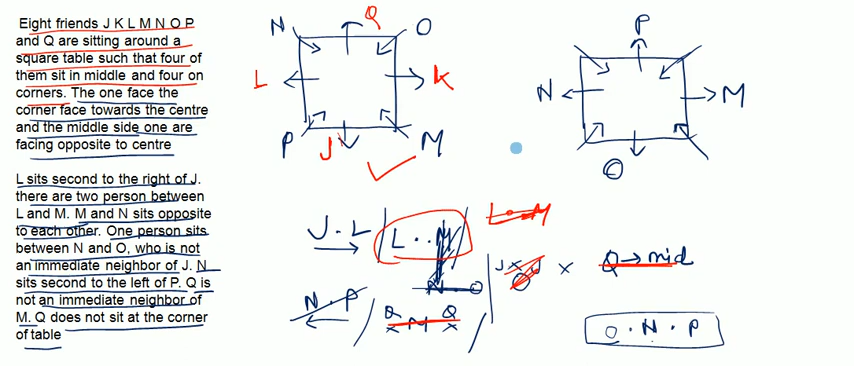 Eight friends J K L M N O P
and Q are sitting around a
square table such that four of
them sit in middle and four on
corners. The one face the
corner face towards the centre
and the middle side one are
facing opposite to centre
L sits second to the right of J.
there are two person between
L and M. M and N sits opposite
to each other. One person sits
between N and O, who is not
an immediate neighbor of J. N
sits second to the left of P. Q is
not an immediate neighbor of
M. Q does not sit at the corner
of table
N Q O
L K
P J M
P
N M
O
J . L L . . M L . . M
N O J x x Q → mid
N . P Q M Q
x x
O . N . P